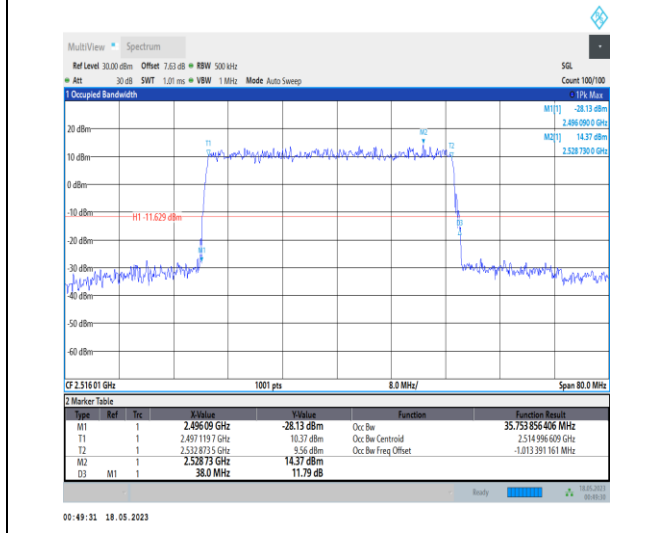 MultiView Spectrum
Ref Level 30.00 dBm Offset 7.63 dB RBW 500 kHz SGL
Att 30 dB SWT 1.01 ms VBW 1 MHz Mode Auto Sweep Count 100/100
1 Occupied Bandwidth 1Pk Max
M1[1] -28.13 dBm
2.496 090 0 GHz
M2[1] 14.37 dBm
2.528 730 0 GHz
20 dBm
M2
T1
T2
10 dBm
0 dBm
-10 dBm
H1 -11.629 dBm
D3
-20 dBm
M1
-30 dBm
-40 dBm
-50 dBm
-60 dBm
CF 2.516 01 GHz 1001 pts 8.0 MHz/ Span 80.0 MHz
2 Marker Table
Type Ref Trc X-Value Y-Value Function Function Result
M1 1 2.496 09 GHz -28.13 dBm Occ Bw 35.753 856 406 MHz
T1 1 2.497 119 7 GHz 10.37 dBm Occ Bw Centroid 2.514 996 609 GHz
T2 1 2.532 873 5 GHz 9.56 dBm Occ Bw Freq Offset -1.013 391 161 MHz
M2 1 2.528 73 GHz 14.37 dBm
D3 M1 1 38.0 MHz 11.79 dB
Ready 18.05.2023
00:49:30
00:49:31 18.05.2023